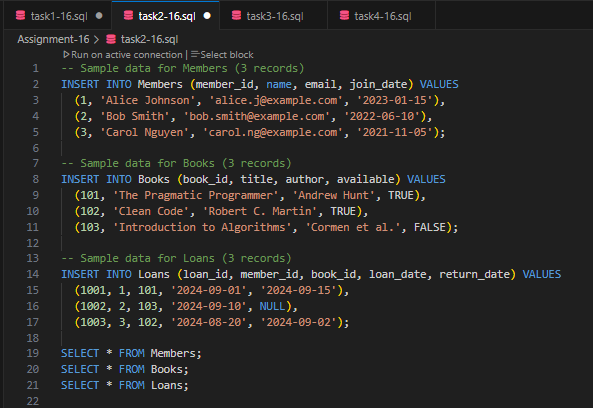 task1-16.sql ● task2-16.sql ● task3-16.sql task4-16.sql
Assignment-16 > task2-16.sql
Run on active connection | Select block
1 -- Sample data for Members (3 records)
2 INSERT INTO Members (member_id, name, email, join_date) VALUES
3 (1, 'Alice Johnson', 'alice.j@example.com', '2023-01-15'),
4 (2, 'Bob Smith', 'bob.smith@example.com', '2022-06-10'),
5 (3, 'Carol Nguyen', 'carol.ng@example.com', '2021-11-05');
6
7 -- Sample data for Books (3 records)
8 INSERT INTO Books (book_id, title, author, available) VALUES
9 (101, 'The Pragmatic Programmer', 'Andrew Hunt', TRUE),
10 (102, 'Clean Code', 'Robert C. Martin', TRUE),
11 (103, 'Introduction to Algorithms', 'Cormen et al.', FALSE);
12
13 -- Sample data for Loans (3 records)
14 INSERT INTO Loans (loan_id, member_id, book_id, loan_date, return_date) VALUES
15 (1001, 1, 101, '2024-09-01', '2024-09-15'),
16 (1002, 2, 103, '2024-09-10', NULL),
17 (1003, 3, 102, '2024-08-20', '2024-09-02');
18
19 SELECT * FROM Members;
20 SELECT * FROM Books;
21 SELECT * FROM Loans;
22